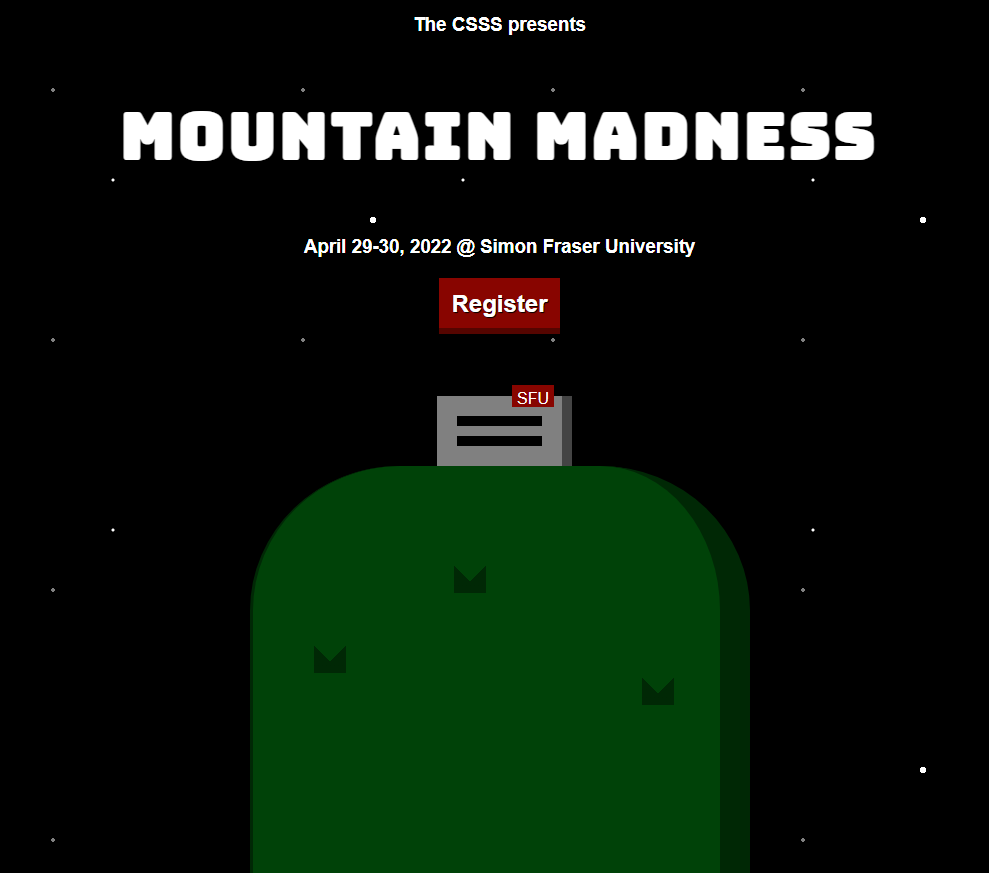 The CSSS presents
MOUNTAIN MADNESS
April 29-30, 2022 @ Simon Fraser University
Register
SFU